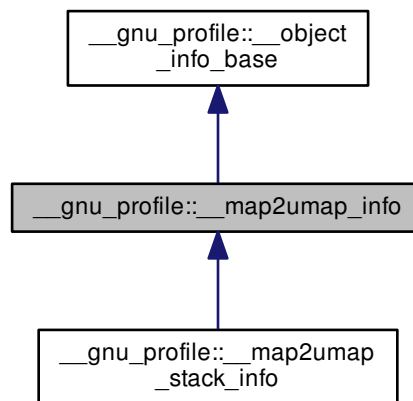 __gnu_profile::__object
_info_base
__gnu_profile::__map2umap_info
__gnu_profile::__map2umap
_stack_info